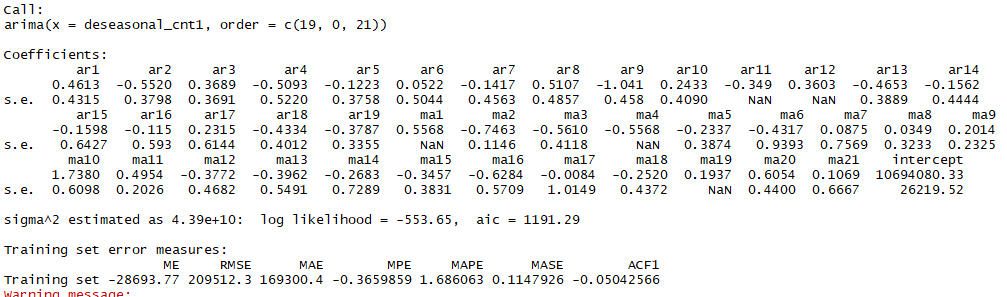 Call:
arima(x = deseasonal_cnt1, order = c(19, 0, 21))
Coefficients:
ar1 ar2 ar3 ar4 ar5 ar6 ar7 ar8 ar9 ar10 ar11 ar12 ar13 ar14
0.4613 -0.5520 0.3689 -0.5093 -0.1223 0.0522 -0.1417 0.5107 -1.041 0.2433 -0.349 0.3603 -0.4653 -0.1562
s.e. 0.4315 0.3798 0.3691 0.5220 0.3758 0.5044 0.4563 0.4857 0.458 0.4090 NaN NaN 0.3889 0.4444
ar15 ar16 ar17 ar18 ar19 ma1 ma2 ma3 ma4 ma5 ma6 ma7 ma8 ma9
-0.1598 -0.115 0.2315 -0.4334 -0.3787 0.5568 -0.7463 -0.5610 -0.5568 -0.2337 -0.4317 0.0875 0.0349 0.2014
s.e. 0.6427 0.593 0.6144 0.4012 0.3355 NaN 0.1146 0.4118 NaN 0.3874 0.9393 0.7569 0.3233 0.2325
ma10 ma11 ma12 ma13 ma14 ma15 ma16 ma17 ma18 ma19 ma20 ma21 intercept
1.7380 0.4954 -0.3772 -0.3962 -0.2683 -0.3457 -0.6284 -0.0084 -0.2520 0.1937 0.6054 0.1069 10694080.33
s.e. 0.6098 0.2026 0.4682 0.5491 0.7289 0.3831 0.5709 1.0149 0.4372 NaN 0.4400 0.6667 26219.52
sigma^2 estimated as 4.39e+10: log likelihood = -553.65, aic = 1191.29
Training set error measures:
ME RMSE MAE MPE MAPE MASE ACF1
Training set -28693.77 209512.3 169300.4 -0.3659859 1.686063 0.1147926 -0.05042566
Warning message: